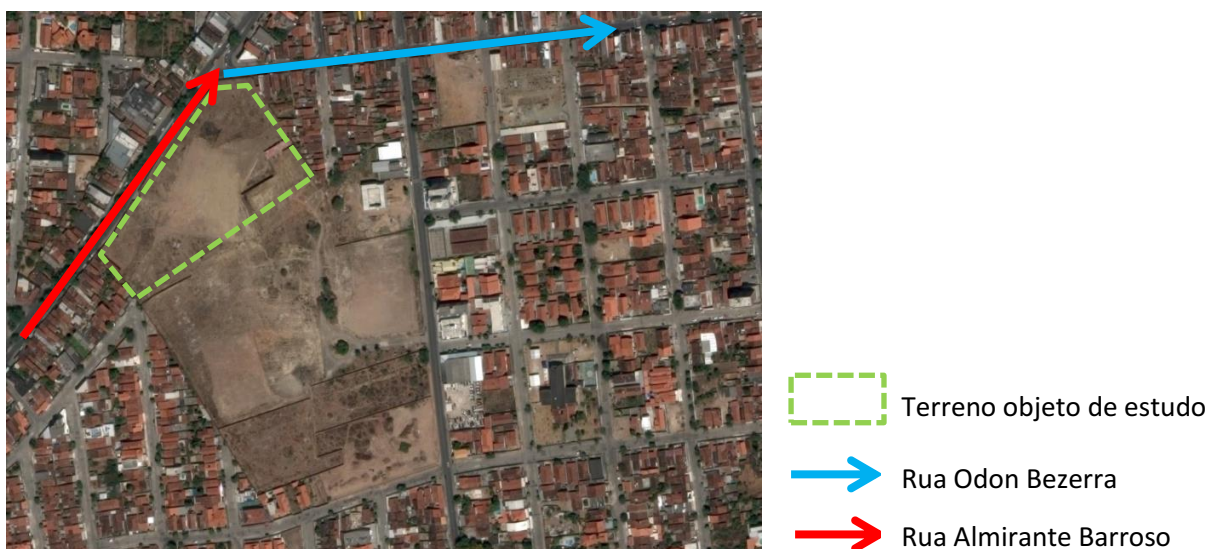 Terreno objeto de estudo
Rua Odon Bezerra
Rua Almirante Barroso